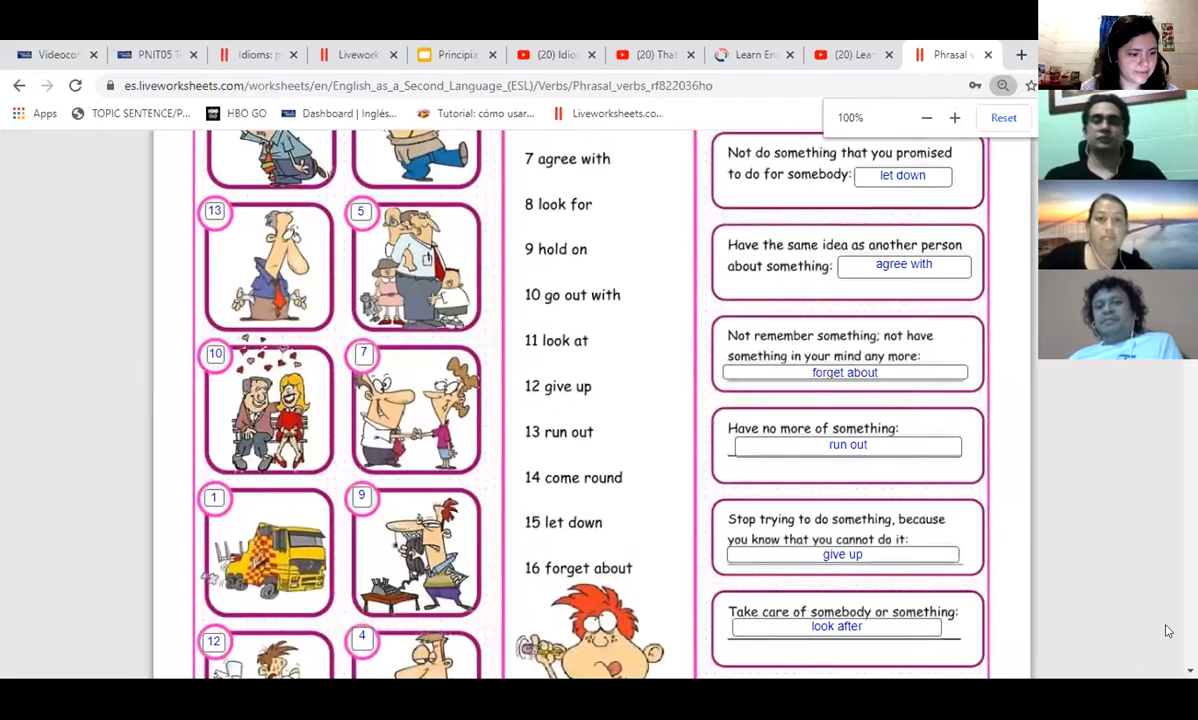 Videocon
PNIT05 T
Idioms: p
Livework
Principia
(20) Idio
(20) That
Learn En
(20) Lear
Phrasal v
es.liveworksheets.com/worksheets/en/English_as_a_Second_Language_(ESL)/Verbs/Phrasal_verbs_rf822036ho
Apps
TOPIC SENTENCE/P...
HBO GO
Dashboard | Inglés...
Tutorial: cómo usar...
Liveworksheets.co...
100%
Reset
13
5
10
7
1
9
12
4
7 agree with
8 look for
9 hold on
10 go out with
11 look at
12 give up
13 run out
14 come round
15 let down
16 forget about
Not do something that you promised
to do for somebody: let down
Have the same idea as another person
about something: agree with
Not remember something; not have
something in your mind any more:
forget about
Have no more of something:
run out
Stop trying to do something, because
you know that you cannot do it:
give up
Take care of somebody or something:
look after